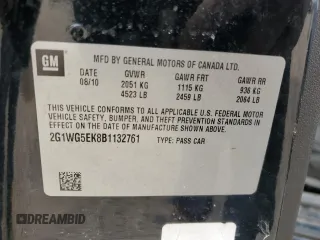 GM
MFD BY GENERAL MOTORS OF CANADA LTD.
DATE GVWR GAWR FRT GAWR RR
08/10 2051 KG 1115 KG 936 KG
4523 LB 2459 LB 2064 LB
THIS VEHICLE CONFORMS TO ALL APPLICABLE U.S. FEDERAL MOTOR
VEHICLE SAFETY, BUMPER, AND THEFT PREVENTION STANDARDS
IN EFFECT ON THE DATE OF MANUFACTURE SHOWN ABOVE.
2G1WG5EK8B1132761 TYPE: PASS CAR
DREAMBID